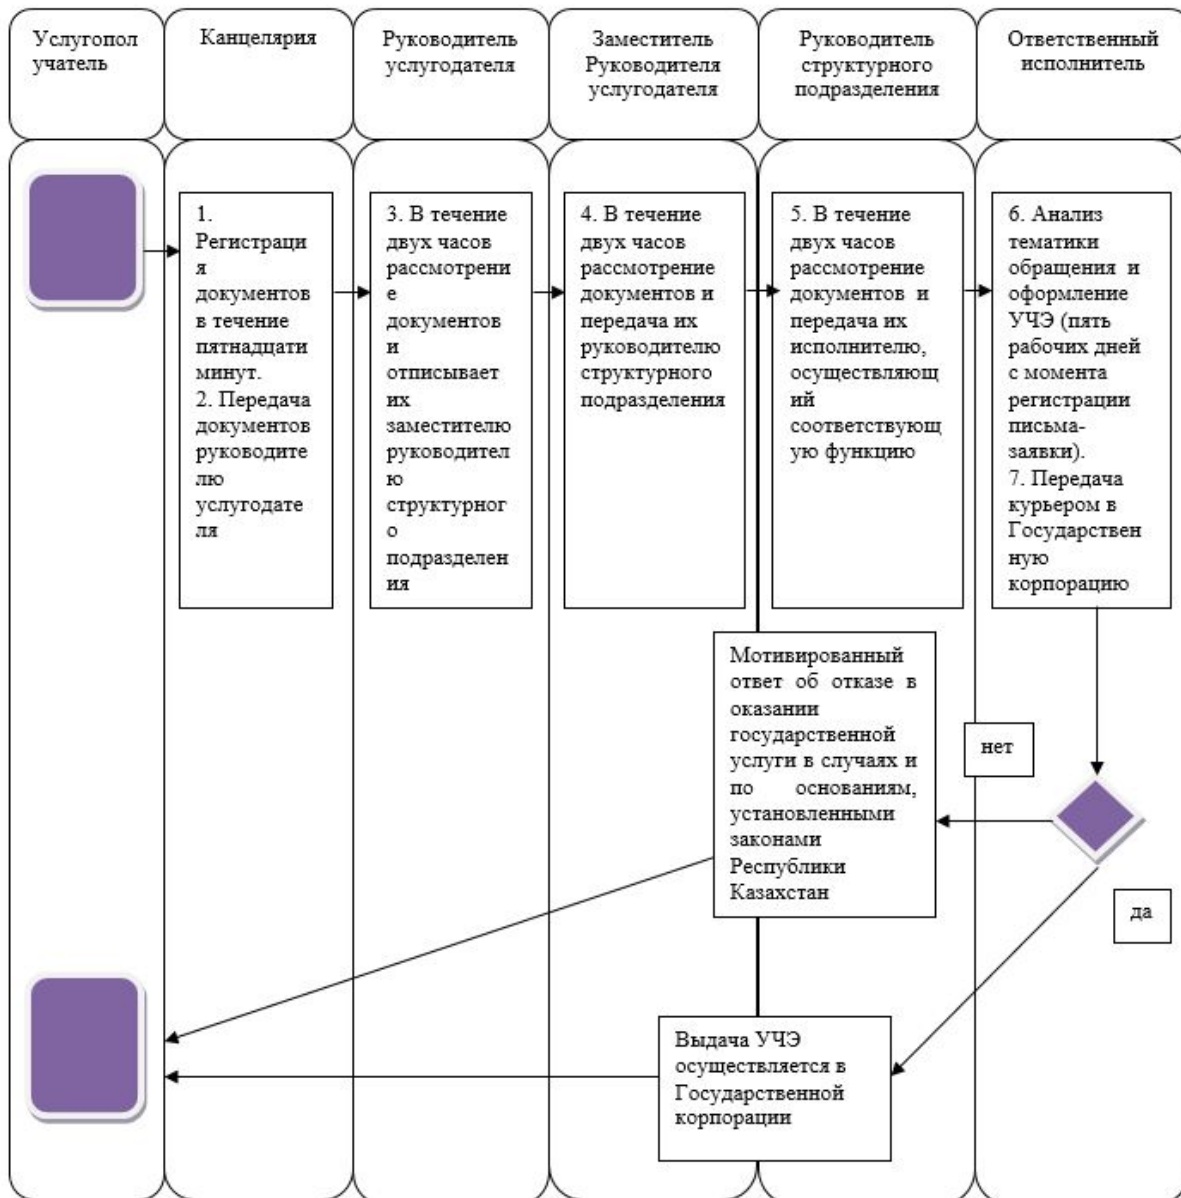 Услугопол
учатель
Канцелярия
Руководитель
услугодателя
Заместитель
Руководителя
услугодателя
Руководитель
структурного
подразделения
Ответственный
исполнитель
1.
Регистраци
я
документов
в течение
пятнадцати
минут.
2. Передача
документов
руководите
лю
услугодате
ля
3. В течение
двух часов
рассмотрени
е
документов
и
отписывает
их
заместителю
руководител
ю
структурног
о
подразделен
ия
4. В течение
двух часов
рассмотрение
документов и
передача их
руководителю
структурного
подразделения
5. В течение
двух часов
рассмотрение
документов и
передача их
исполнителю,
осуществляющ
ий
соответствующ
ую функцию
6. Анализ
тематики
обращения и
оформление
УЧЭ (пять
рабочих дней
с момента
регистрации
письма-
заявки).
7. Передача
курьером в
Государствен
ную
корпорацию
Мотивированный
ответ об отказе в
оказании
государственной
услуги в случаях и
по основаниям,
установленными
законами
Республики
Казахстан
нет
да
Выдача УЧЭ
осуществляется в
Государственной
корпорации